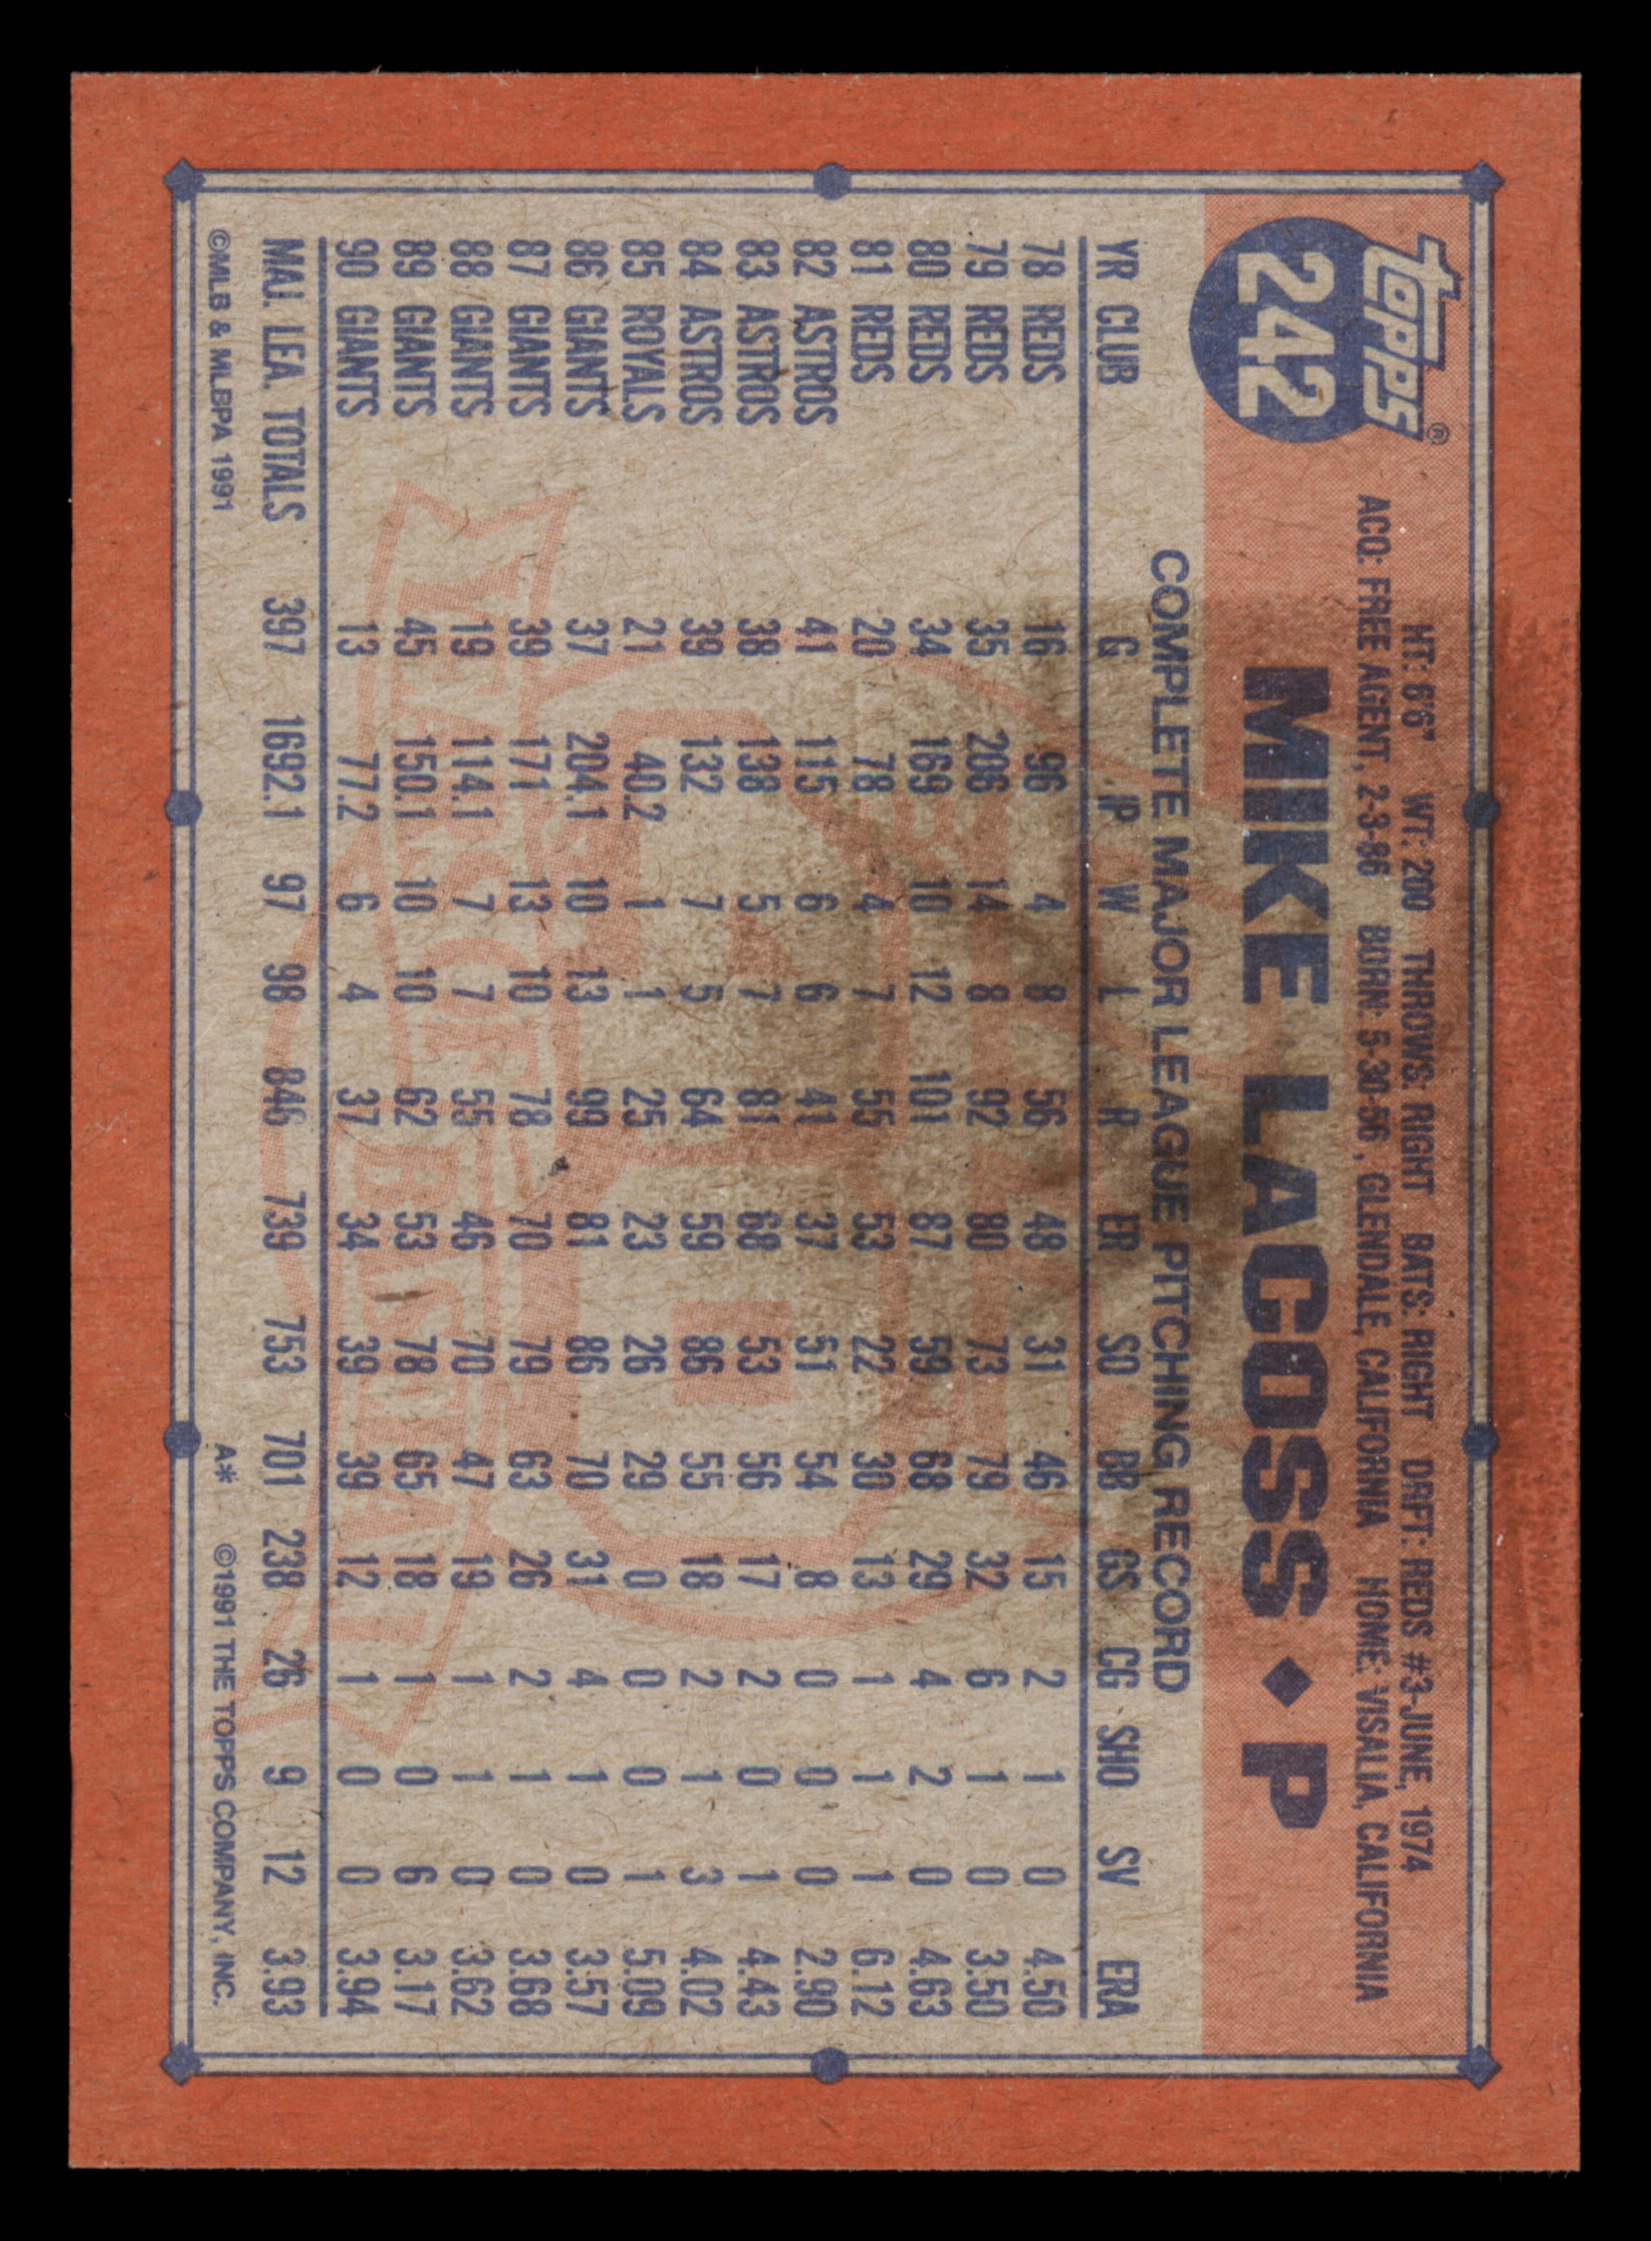 topps®
242
HT: 6'6" WT: 200 THROWS: RIGHT BATS: RIGHT DRFT: REDS #3-JUNE, 1974
ACQ: FREE AGENT, 2-3-86 BORN: 5-30-56, GLENDALE, CALIFORNIA HOME: VISALIA, CALIFORNIA
MIKE LACOSS ♦ P
COMPLETE MAJOR LEAGUE PITCHING RECORD
YR CLUB G IP W L R ER SO BB GS CG SHO SV ERA
78 REDS 16 96 4 8 56 48 31 46 15 2 1 0 4.50
79 REDS 35 206 14 8 92 80 73 79 32 6 1 0 3.50
80 REDS 34 169 10 12 101 87 59 68 29 4 2 0 4.63
81 REDS 20 78 4 7 55 53 22 30 13 1 1 1 6.12
82 ASTROS 41 115 6 6 41 37 51 54 8 0 0 0 2.90
83 ASTROS 38 138 5 7 81 68 53 56 17 2 0 1 4.43
84 ASTROS 39 132 7 5 64 59 86 55 18 2 1 3 4.02
85 ROYALS 21 40.2 1 1 25 23 26 29 0 0 0 1 5.09
86 GIANTS 37 204.1 10 13 99 81 86 70 31 4 1 0 3.57
87 GIANTS 39 171 13 10 78 70 79 63 26 2 1 0 3.68
88 GIANTS 19 114.1 7 7 55 46 70 47 19 1 1 0 3.62
89 GIANTS 45 150.1 10 10 62 53 78 65 18 1 0 6 3.17
90 GIANTS 13 77.2 6 4 37 34 39 39 12 1 0 0 3.94
MAJ. LEA. TOTALS 397 1692.1 97 98 846 739 753 701 238 26 9 12 3.93
©MLB & MLBPA 1991 A* ©1991 THE TOPPS COMPANY, INC.
40
YEARS OF BASEBALL